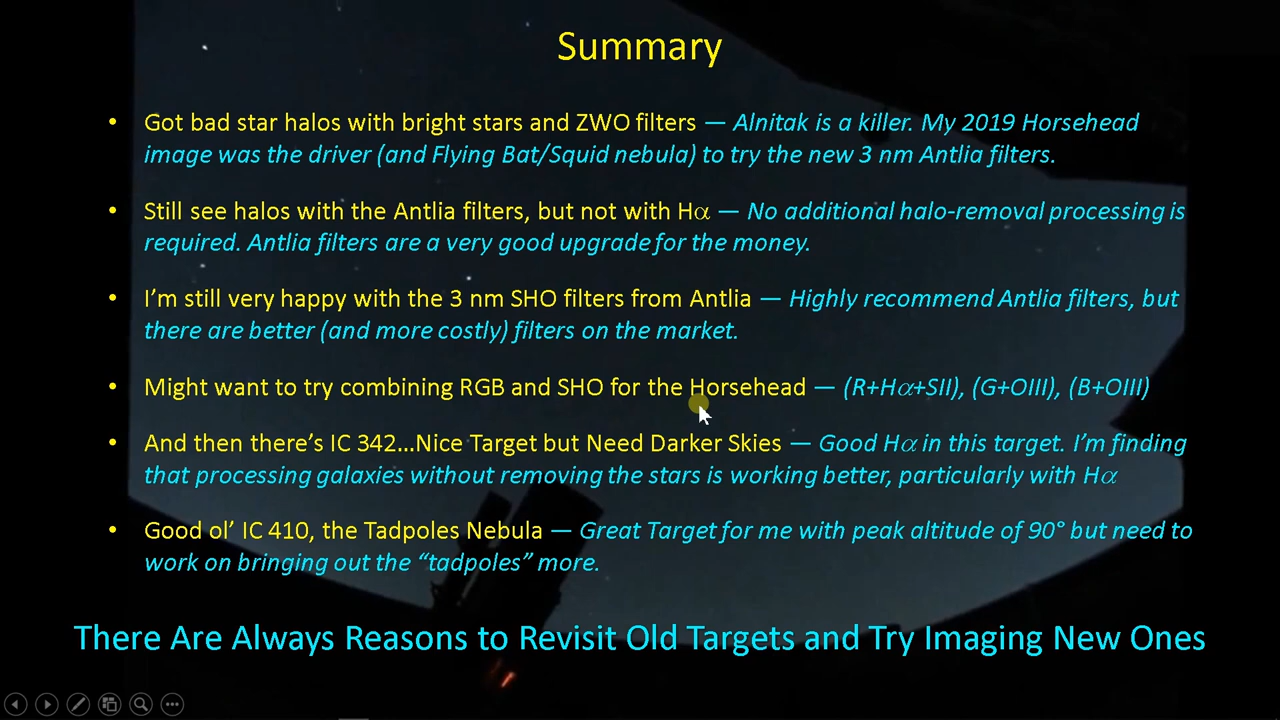 Summary
• Got bad star halos with bright stars and ZWO filters — Alnitak is a killer. My 2019 Horsehead
image was the driver (and Flying Bat/Squid nebula) to try the new 3 nm Antlia filters.
• Still see halos with the Antlia filters, but not with Hα — No additional halo-removal processing is
required. Antlia filters are a very good upgrade for the money.
• I’m still very happy with the 3 nm SHO filters from Antlia — Highly recommend Antlia filters, but
there are better (and more costly) filters on the market.
• Might want to try combining RGB and SHO for the Horsehead — (R+Hα+SII), (G+OIII), (B+OIII)
• And then there’s IC 342…Nice Target but Need Darker Skies — Good Hα in this target. I’m finding
that processing galaxies without removing the stars is working better, particularly with Hα
• Good ol’ IC 410, the Tadpoles Nebula — Great Target for me with peak altitude of 90° but need to
work on bringing out the “tadpoles” more.
There Are Always Reasons to Revisit Old Targets and Try Imaging New Ones